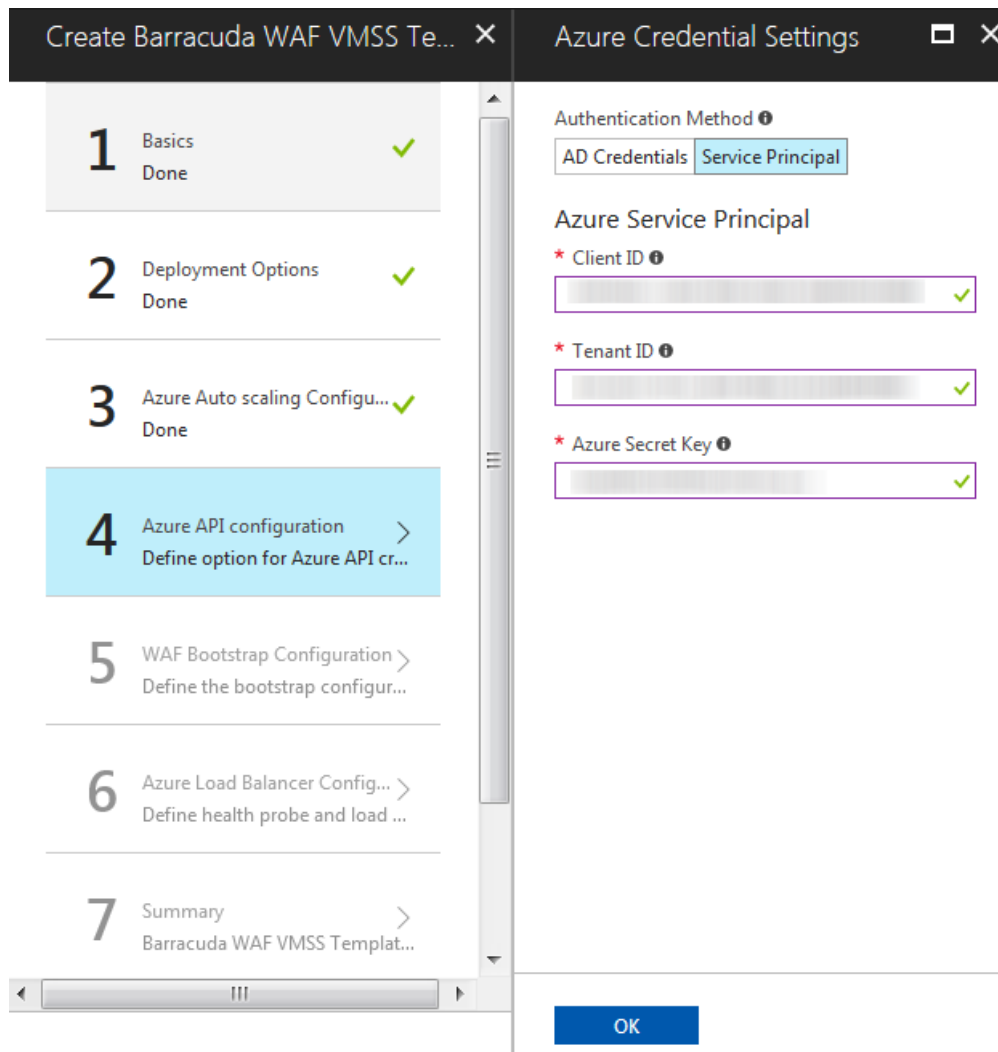 Create Barracuda WAF VMSS Te...
1
Basics
Done
2
Deployment Options
Done
3
Azure Auto scaling Configu...
Done
4
Azure API configuration
Define option for Azure API cr...
5
WAF Bootstrap Configuration
Define the bootstrap configur...
6
Azure Load Balancer Config...
Define health probe and load ...
7
Summary
Barracuda WAF VMSS Templat...
Azure Credential Settings
Authentication Method
AD Credentials Service Principal
Azure Service Principal
* Client ID
* Tenant ID
* Azure Secret Key
OK